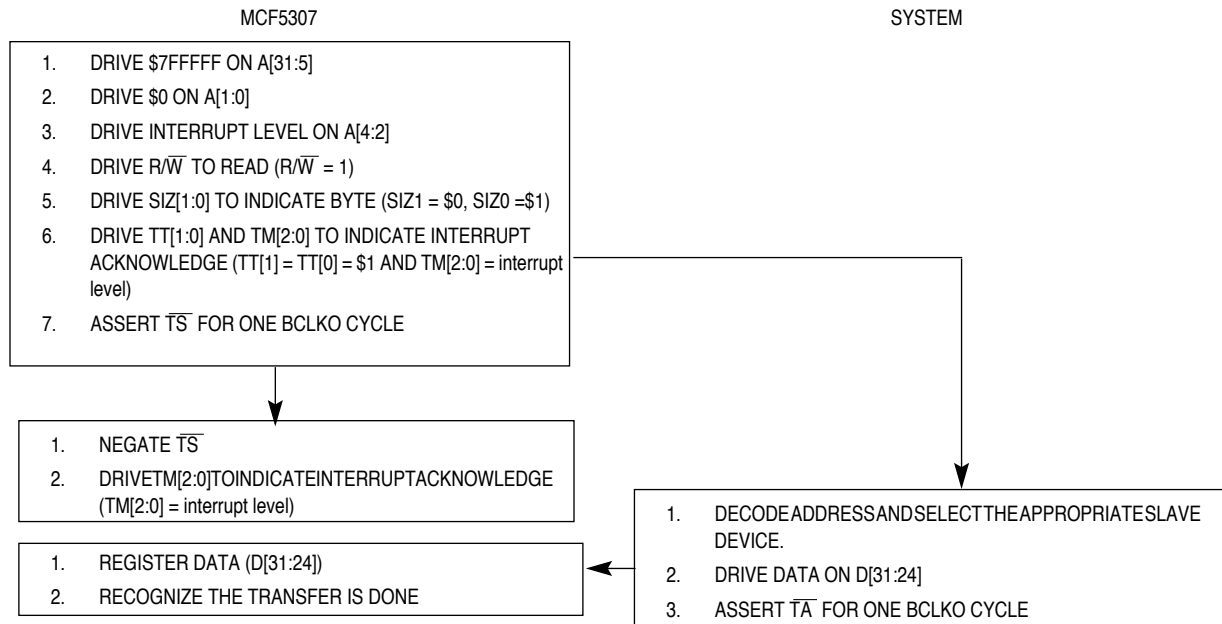 MCF5307
SYSTEM
1. DRIVE $7FFFFF ON A[31:5]
2. DRIVE $0 ON A[1:0]
3. DRIVE INTERRUPT LEVEL ON A[4:2]
4. DRIVE R/W̅ TO READ (R/W̅ = 1)
5. DRIVE SIZ[1:0] TO INDICATE BYTE (SIZ1 = $0, SIZ0 =$1)
6. DRIVE TT[1:0] AND TM[2:0] TO INDICATE INTERRUPT
ACKNOWLEDGE (TT[1] = TT[0] = $1 AND TM[2:0] = interrupt
level)
7. ASSERT T̅S̅ FOR ONE BCLKO CYCLE
1. NEGATE T̅S̅
2. DRIVETM[2:0]TOINDICATEINTERRUPTACKNOWLEDGE
(TM[2:0] = interrupt level)
1. DECODEADDRESSANDSELECTTHEAPPROPRIATESLAVE
DEVICE.
2. DRIVE DATA ON D[31:24]
3. ASSERT T̅A̅ FOR ONE BCLKO CYCLE
1. REGISTER DATA (D[31:24])
2. RECOGNIZE THE TRANSFER IS DONE